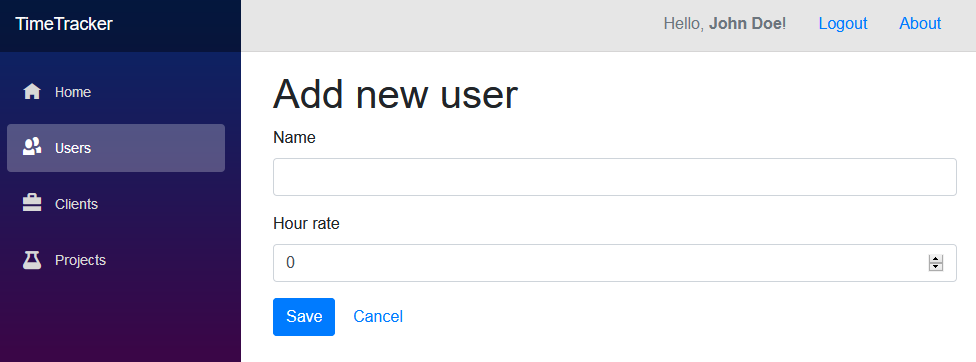 TimeTracker
Hello, John Doe! Logout About
Home
Users
Clients
Projects
Add new user
Name
Hour rate
0
Save Cancel